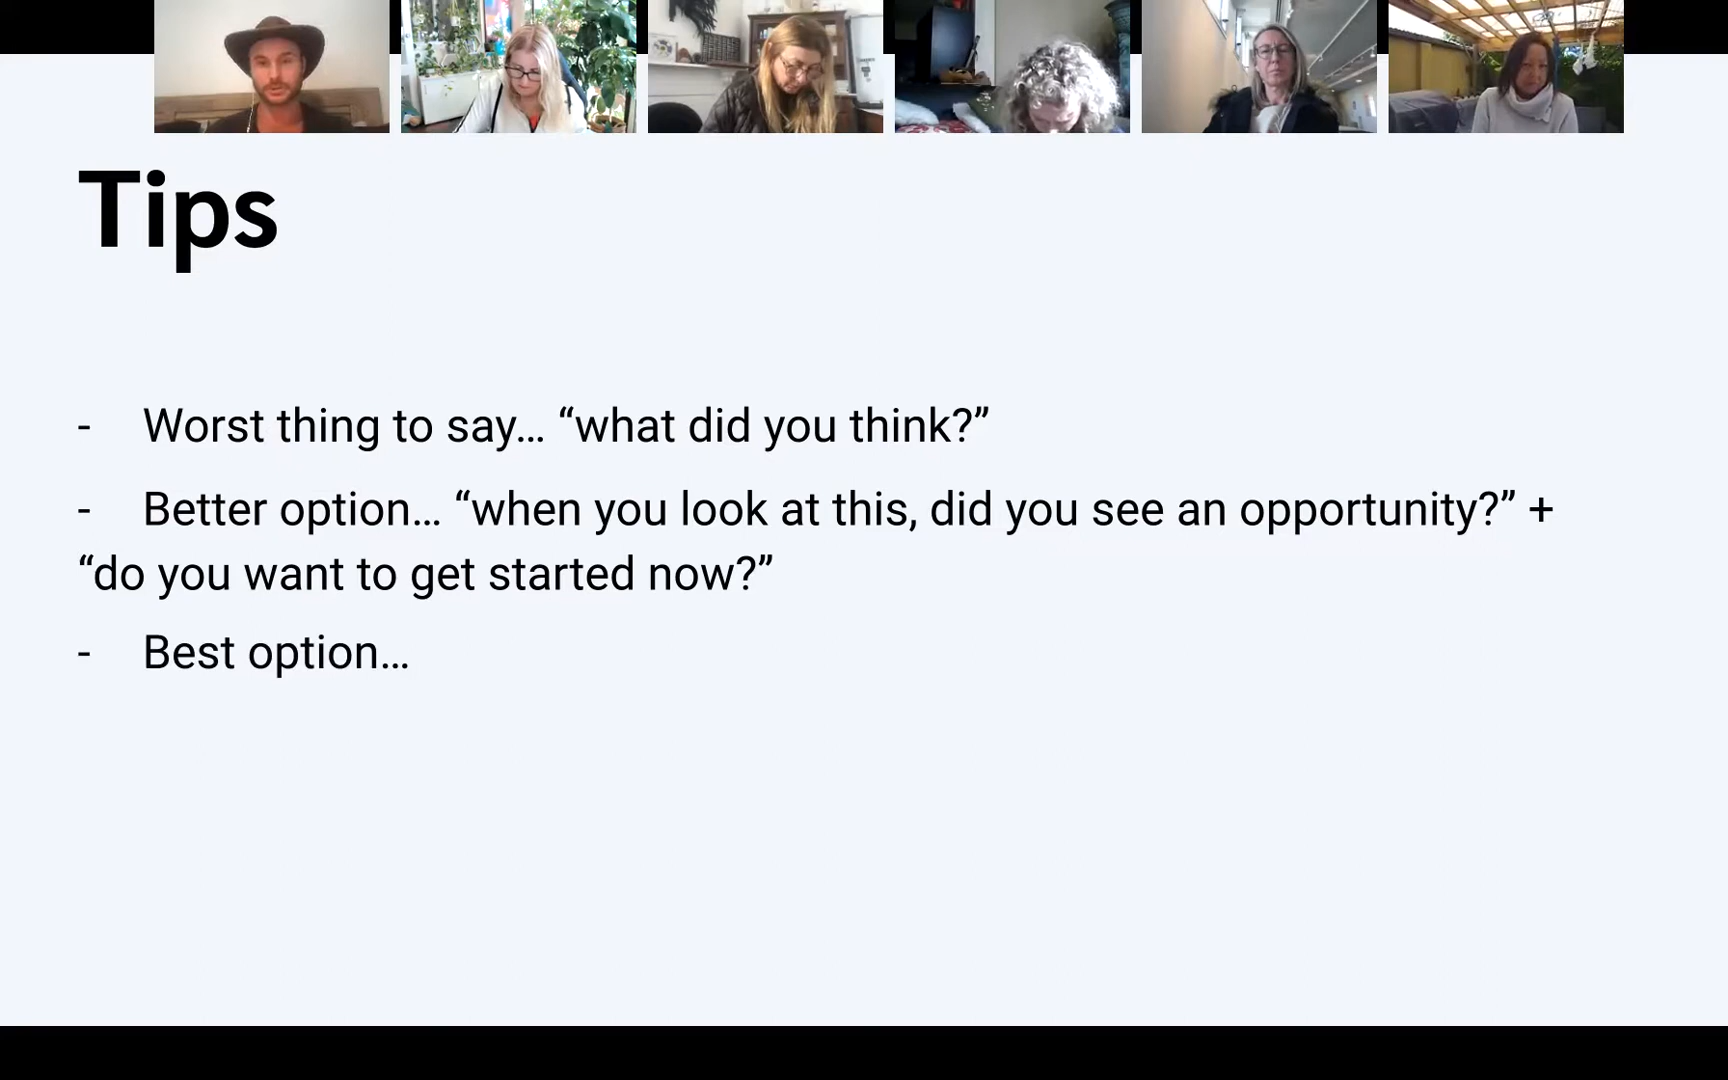 Tips
- Worst thing to say… “what did you think?”
- Better option… “when you look at this, did you see an opportunity?” +
“do you want to get started now?”
- Best option…